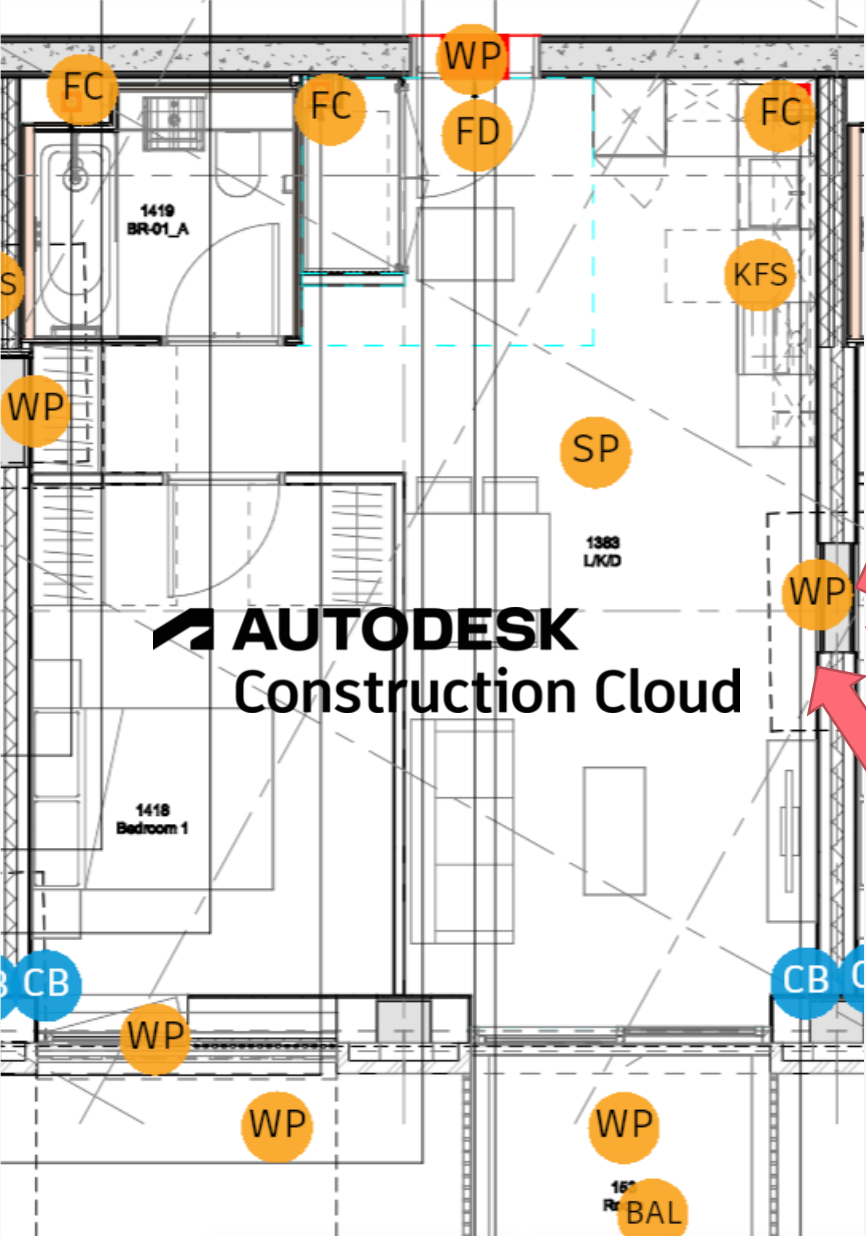 WP
FC
FC
FC
FD
1419
BR-01_A
KFS
S
WP
SP
1383
L/K/D
WP
AUTODESK
Construction Cloud
1418
Bedroom 1
CB
CB
WP
WP
WP
BAL